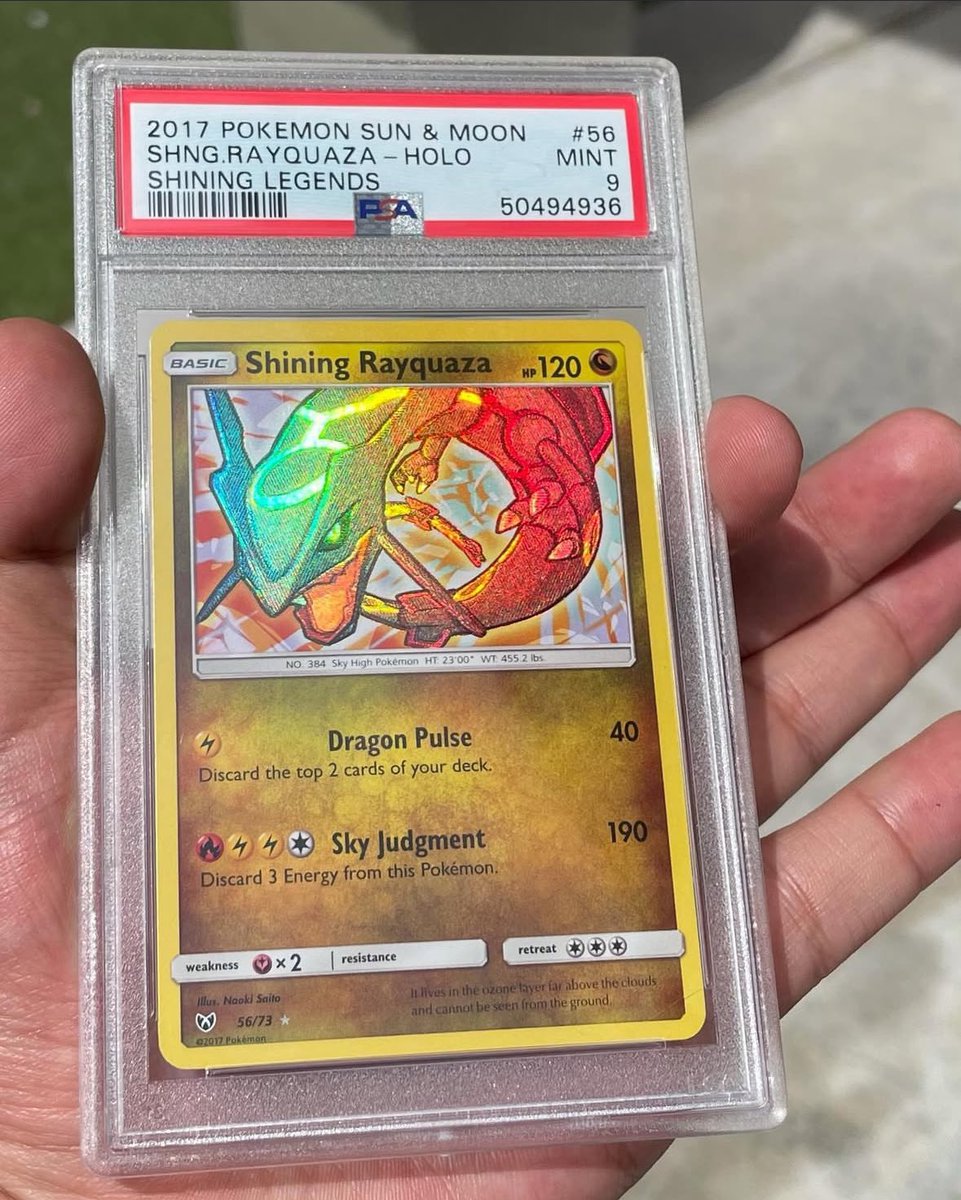 2017 POKEMON SUN & MOON #56
SHNG.RAYQUAZA – HOLO MINT
SHINING LEGENDS 9
PSA 50494936
BASIC Shining Rayquaza HP 120
NO. 384 Sky High Pokémon HT: 23'00" WT: 455.2 lbs.
Dragon Pulse 40
Discard the top 2 cards of your deck.
Sky Judgment 190
Discard 3 Energy from this Pokémon.
weakness ×2 resistance retreat
Illus. Naoki Saito
It lives in the ozone layer far above the clouds
and cannot be seen from the ground.
56/73
©2017 Pokémon